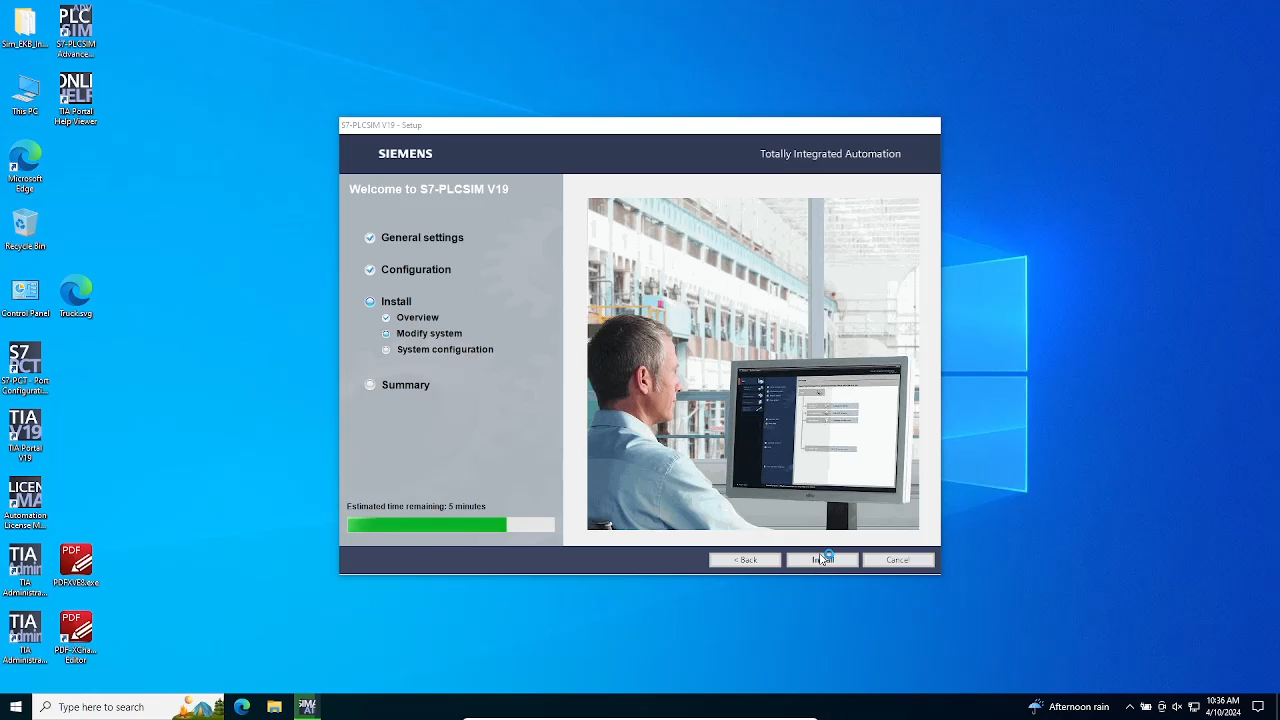 Sim_EKB_In...
S7-PLCSIM
Advance...
PLC
SIM
This PC
ONLI
HELP
TIA Portal
Help Viewer
Microsoft
Edge
Recycle Bin
Control Panel
Truck.svg
S7
PCT
S7-PCT - Port
Configurati...
TIA
V19
TIA Portal
V19
Automation
License M...
TIA
Admin
TIA
Administra...
PDF
PDFXVE8.exe
TIA
Admin
TIA
Administra...
PDF
PDF-XCha...
Editor
S7-PLCSIM V19 - Setup
SIEMENS
Totally Integrated Automation
Welcome to S7-PLCSIM V19
General settings
Configuration
Install
Overview
Modify system
System configuration
Summary
Estimated time remaining: 5 minutes
< Back
Install
Cancel
Type here to search
Afternoon rain
10:36 AM
4/10/2024